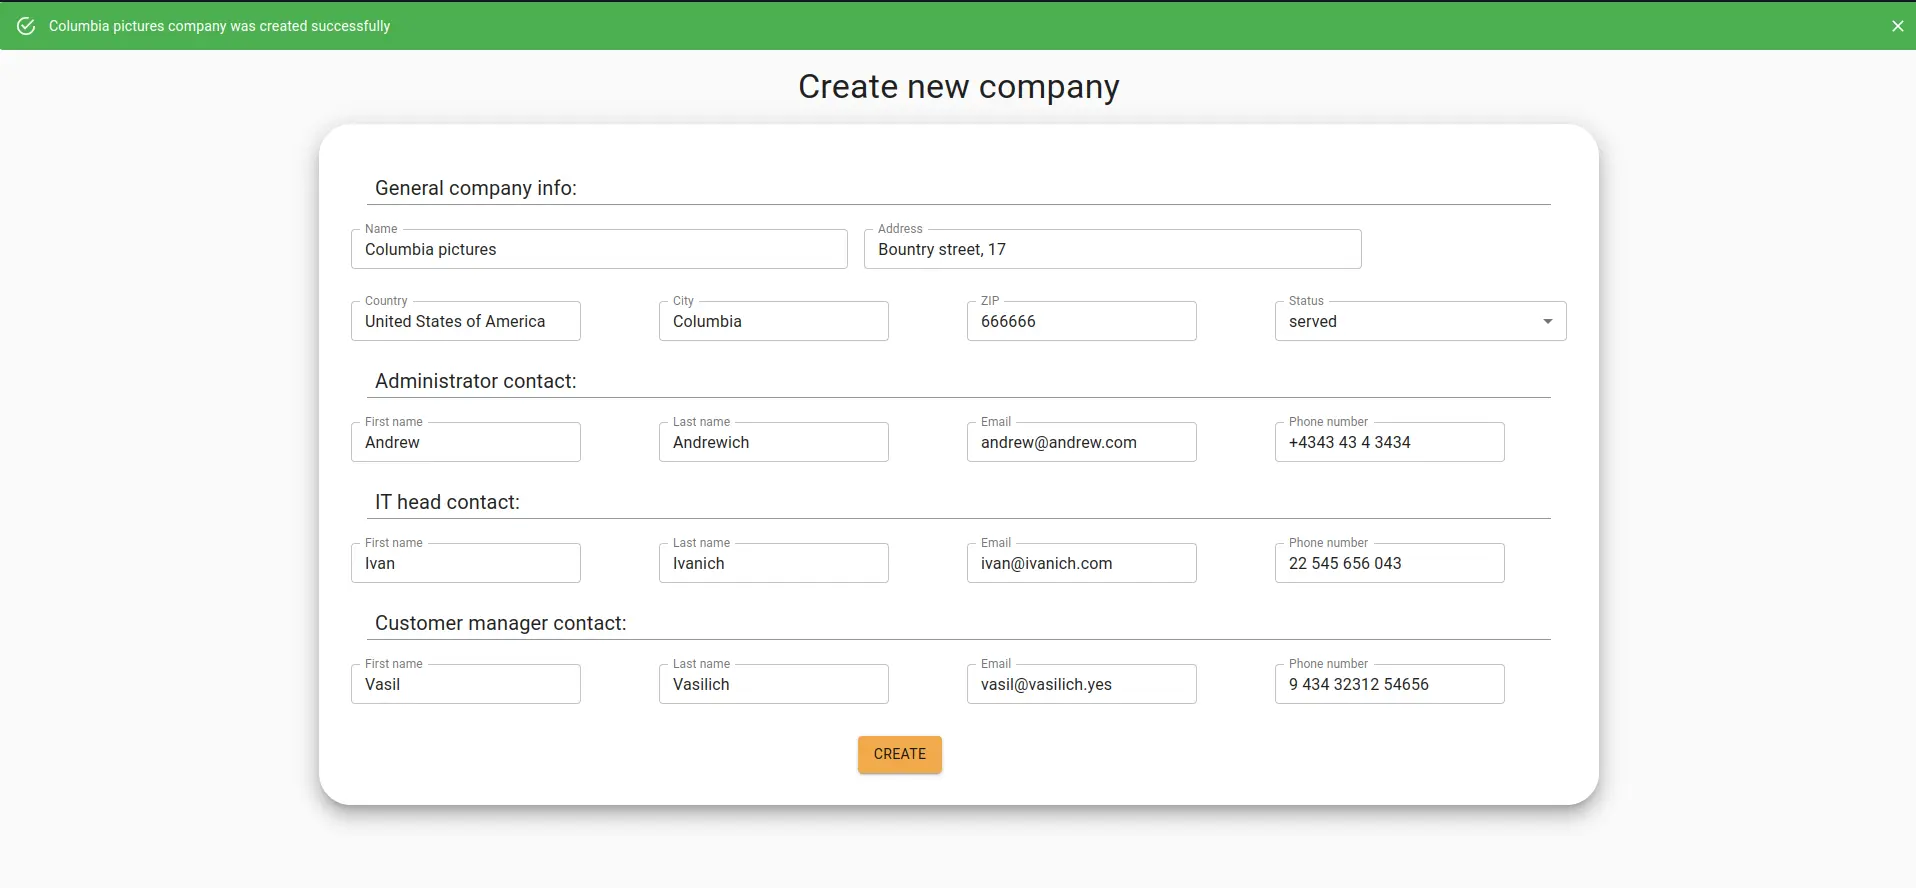 Columbia pictures company was created successfully
Create new company
General company info:
Name Address
Columbia pictures Bountry street, 17
Country City ZIP Status
United States of America Columbia 666666 served
Administrator contact:
First name Last name Email Phone number
Andrew Andrewich andrew@andrew.com +4343 43 4 3434
IT head contact:
First name Last name Email Phone number
Ivan Ivanich ivan@ivanich.com 22 545 656 043
Customer manager contact:
First name Last name Email Phone number
Vasil Vasilich vasil@vasilich.yes 9 434 32312 54656
CREATE